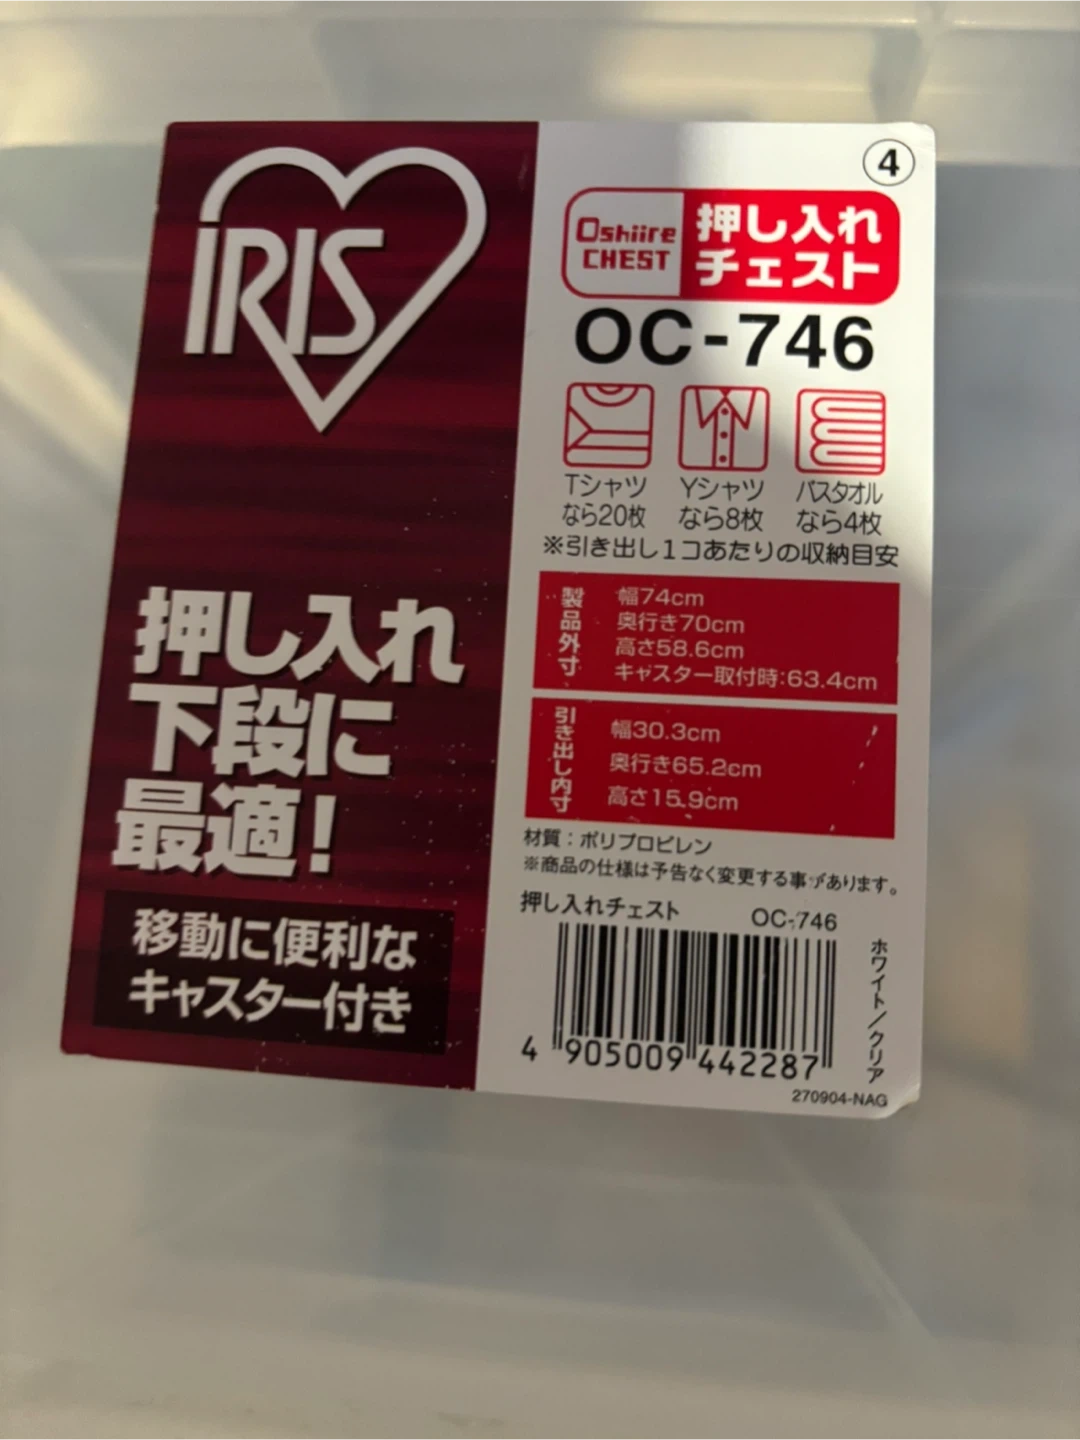 IRIS
押し入れ
下段に
最適!
移動に便利な
キャスター付き
④
Oshiire
CHEST
押し入れ
チェスト
OC-746
Tシャツ
なら20枚
Yシャツ
なら8枚
バスタオル
なら4枚
※引き出し1コあたりの収納目安
製品外寸
幅74cm
奥行き70cm
高さ58.6cm
キャスター取付時:63.4cm
引き出し内寸
幅30.3cm
奥行き65.2cm
高さ15.9cm
材質:ポリプロピレン
※商品の仕様は予告なく変更する事があります。
押し入れチェスト OC-746
ホワイト/クリア
4 905009 442287
270904-NAG